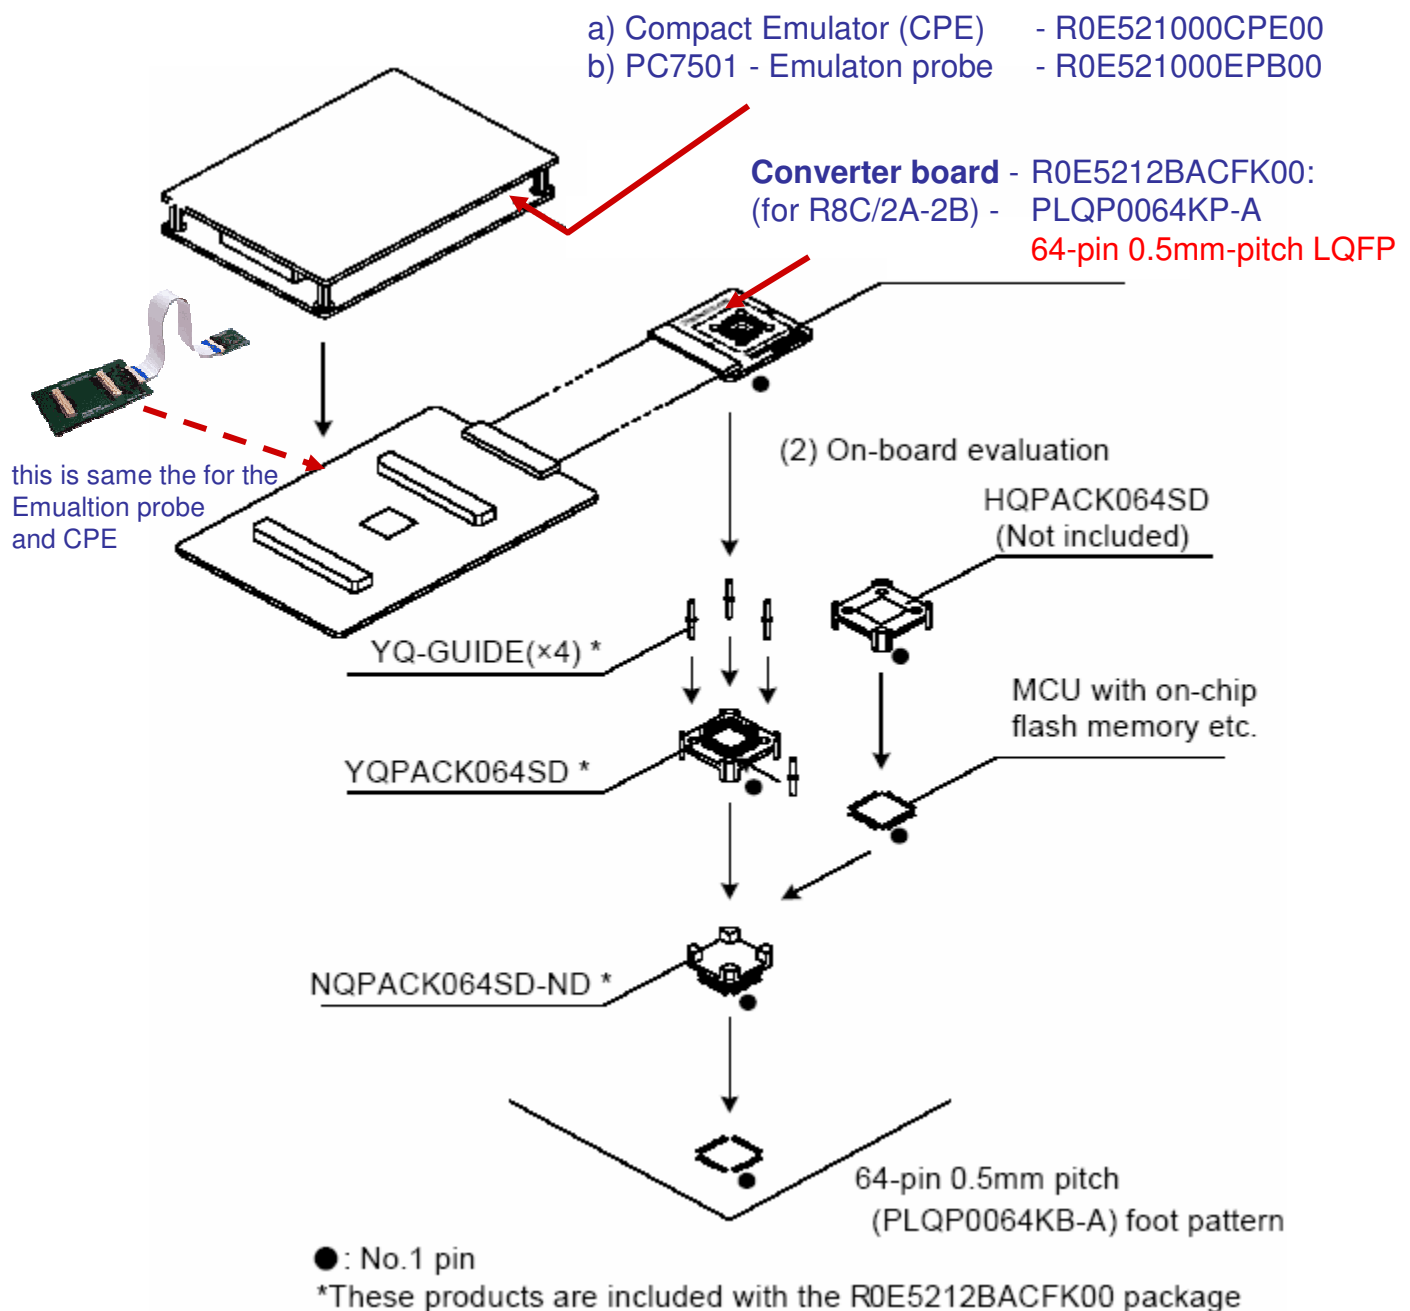 a) Compact Emulator (CPE) - R0E521000CPE00
b) PC7501 - Emulaton probe - R0E521000EPB00
Converter board - R0E5212BACFK00:
(for R8C/2A-2B) - PLQP0064KP-A
64-pin 0.5mm-pitch LQFP
this is same the for the
Emualtion probe
and CPE
(2) On-board evaluation
HQPACK064SD
(Not included)
YQ-GUIDE(×4) *
MCU with on-chip
flash memory etc.
YQPACK064SD *
NQPACK064SD-ND *
64-pin 0.5mm pitch
(PLQP0064KB-A) foot pattern
●: No.1 pin
*These products are included with the R0E5212BACFK00 package